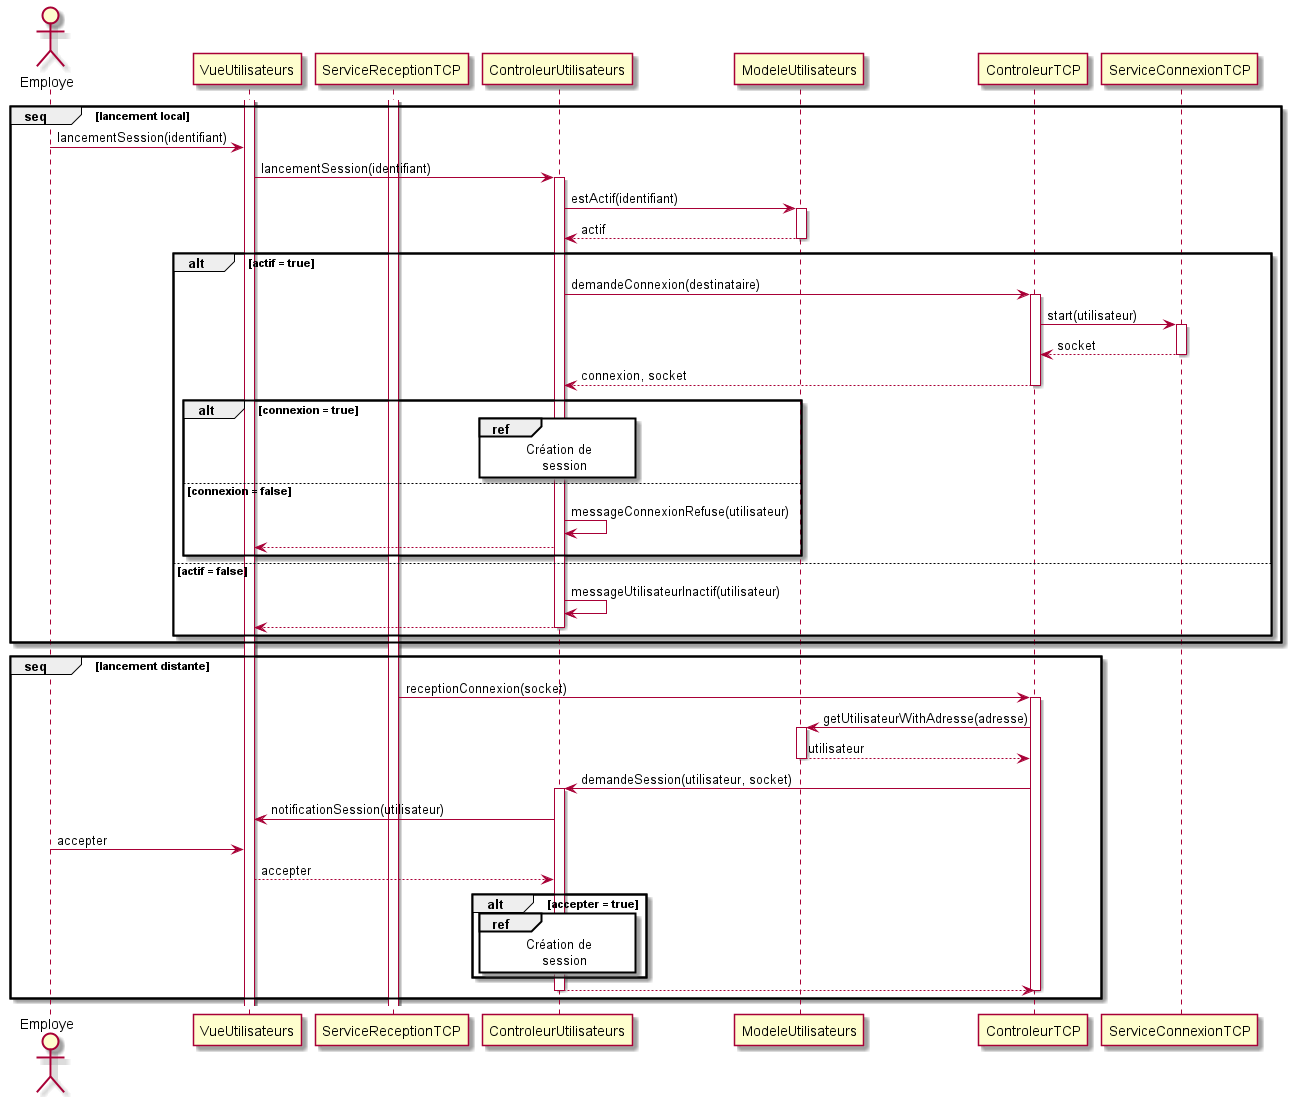 Employe
VueUtilisateurs
ServiceReceptionTCP
ControleurUtilisateurs
ModeleUtilisateurs
ControleurTCP
ServiceConnexionTCP
seq [lancement local]
lancementSession(identifiant)
lancementSession(identifiant)
estActif(identifiant)
actif
alt [actif = true]
demandeConnexion(destinataire)
start(utilisateur)
socket
connexion, socket
alt [connexion = true]
ref
Création de
session
[connexion = false]
messageConnexionRefuse(utilisateur)
[actif = false]
messageUtilisateurInactif(utilisateur)
seq [lancement distante]
receptionConnexion(socket)
getUtilisateurWithAdresse(adresse)
utilisateur
demandeSession(utilisateur, socket)
notificationSession(utilisateur)
accepter
accepter
alt [accepter = true]
ref
Création de
session
Employe
VueUtilisateurs
ServiceReceptionTCP
ControleurUtilisateurs
ModeleUtilisateurs
ControleurTCP
ServiceConnexionTCP